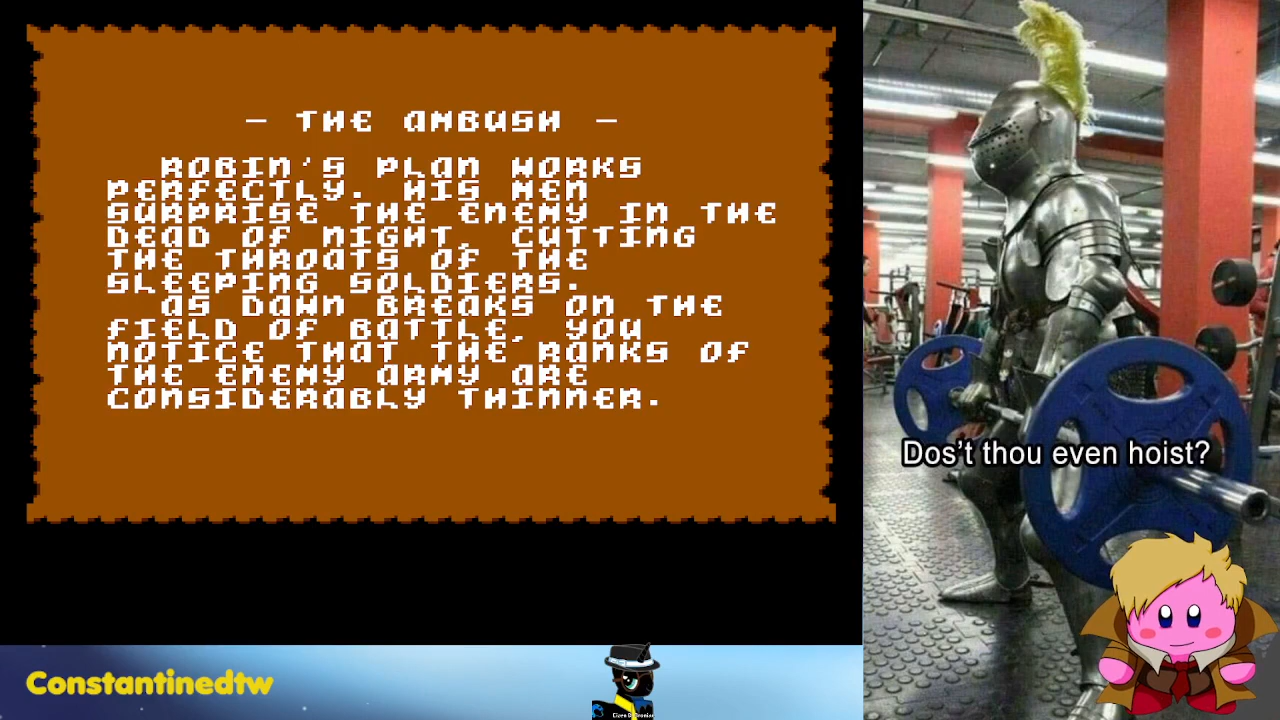 - THE AMBUSH -
ROBIN'S PLAN WORKS
PERFECTLY. HIS MEN
SURPRISE THE ENEMY IN THE
DEAD OF NIGHT, CUTTING
THE THROATS OF THE
SLEEPING SOLDIERS.
AS DAWN BREAKS ON THE
FIELD OF BATTLE, YOU
NOTICE THAT THE RANKS OF
THE ENEMY ARMY ARE
CONSIDERABLY THINNER.
Dos't thou even hoist?
Constantinedtw